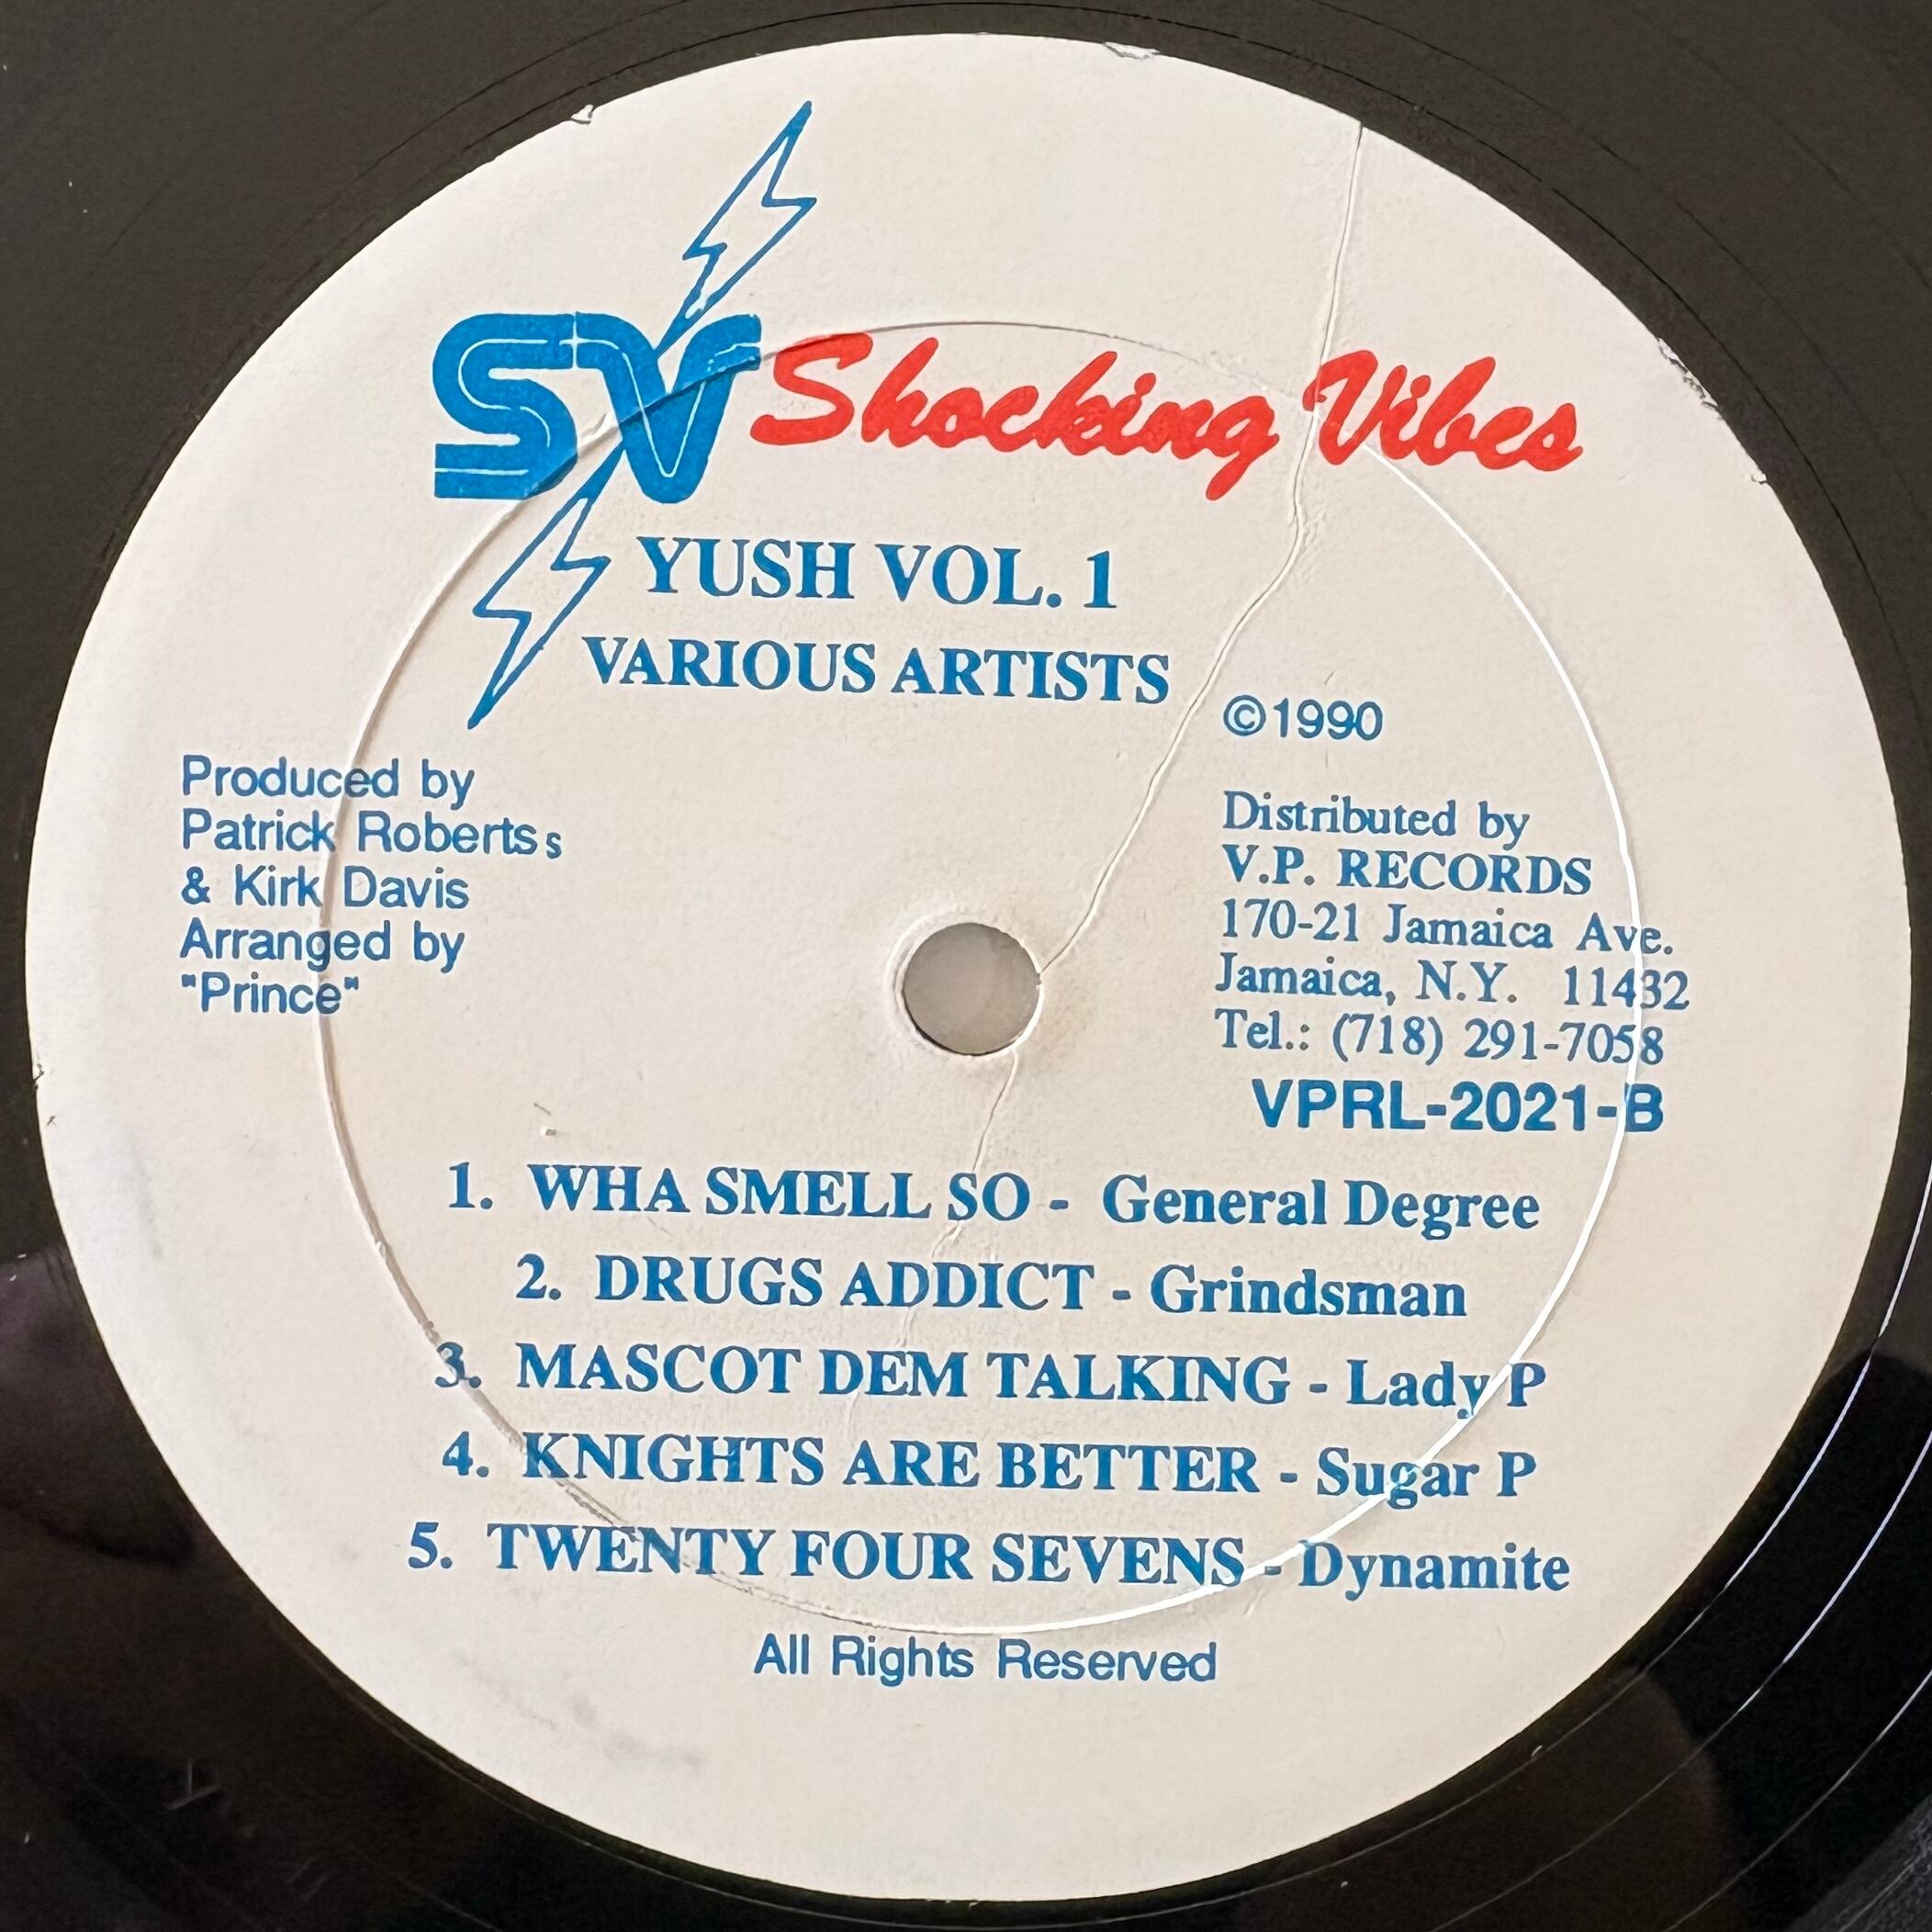 SV Shocking Vibes
YUSH VOL. 1
VARIOUS ARTISTS
Produced by
Patrick Roberts s
& Kirk Davis
Arranged by
"Prince"
©1990
Distributed by
V.P. RECORDS
170-21 Jamaica Ave.
Jamaica, N.Y. 11432
Tel.: (718) 291-7058
VPRL-2021-B
1. WHA SMELL SO - General Degree
2. DRUGS ADDICT - Grindsman
3. MASCOT DEM TALKING - Lady P
4. KNIGHTS ARE BETTER - Sugar P
5. TWENTY FOUR SEVENS - Dynamite
All Rights Reserved